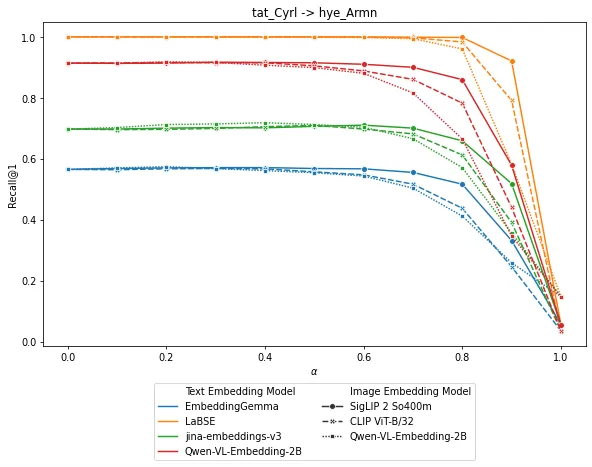 tat_Cyrl -> hye_Armn
Recall@1
1.0
0.8
0.6
0.4
0.2
0.0
0.0 0.2 0.4 0.6 0.8 1.0
α
Text Embedding Model
EmbeddingGemma
LaBSE
jina-embeddings-v3
Qwen-VL-Embedding-2B
Image Embedding Model
SigLIP 2 So400m
CLIP ViT-B/32
Qwen-VL-Embedding-2B